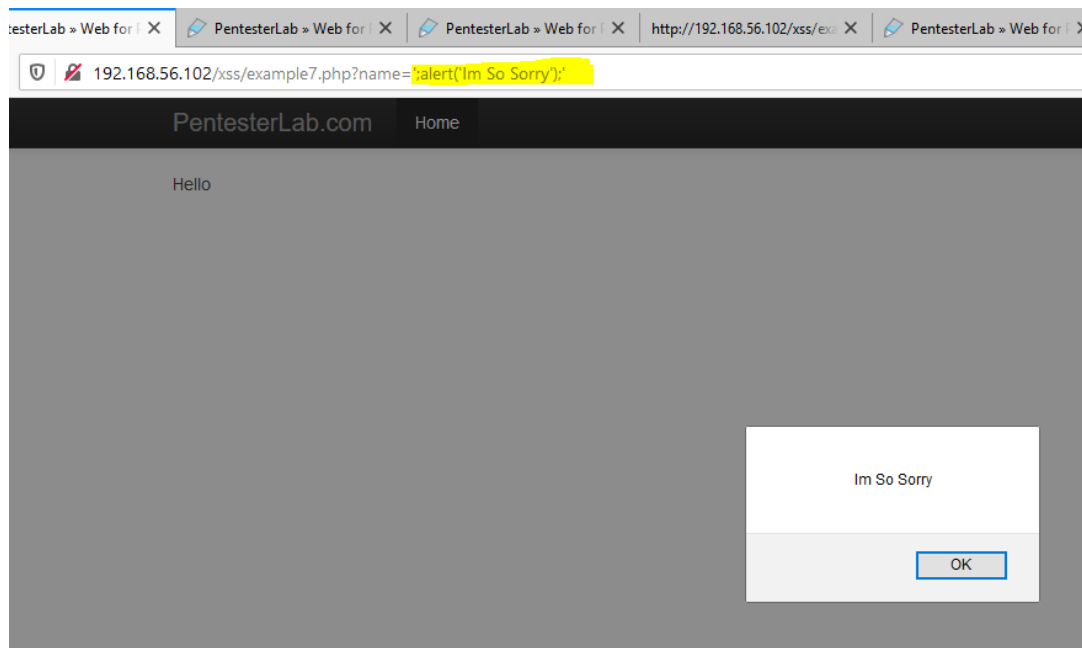 testerLab » Web for P
PentesterLab » Web for
PentesterLab » Web for
http://192.168.56.102/xss/exa
PentesterLab » Web for
192.168.56.102/xss/example7.php?name=';alert('Im So Sorry');'
PentesterLab.com
Home
Hello
Im So Sorry
OK